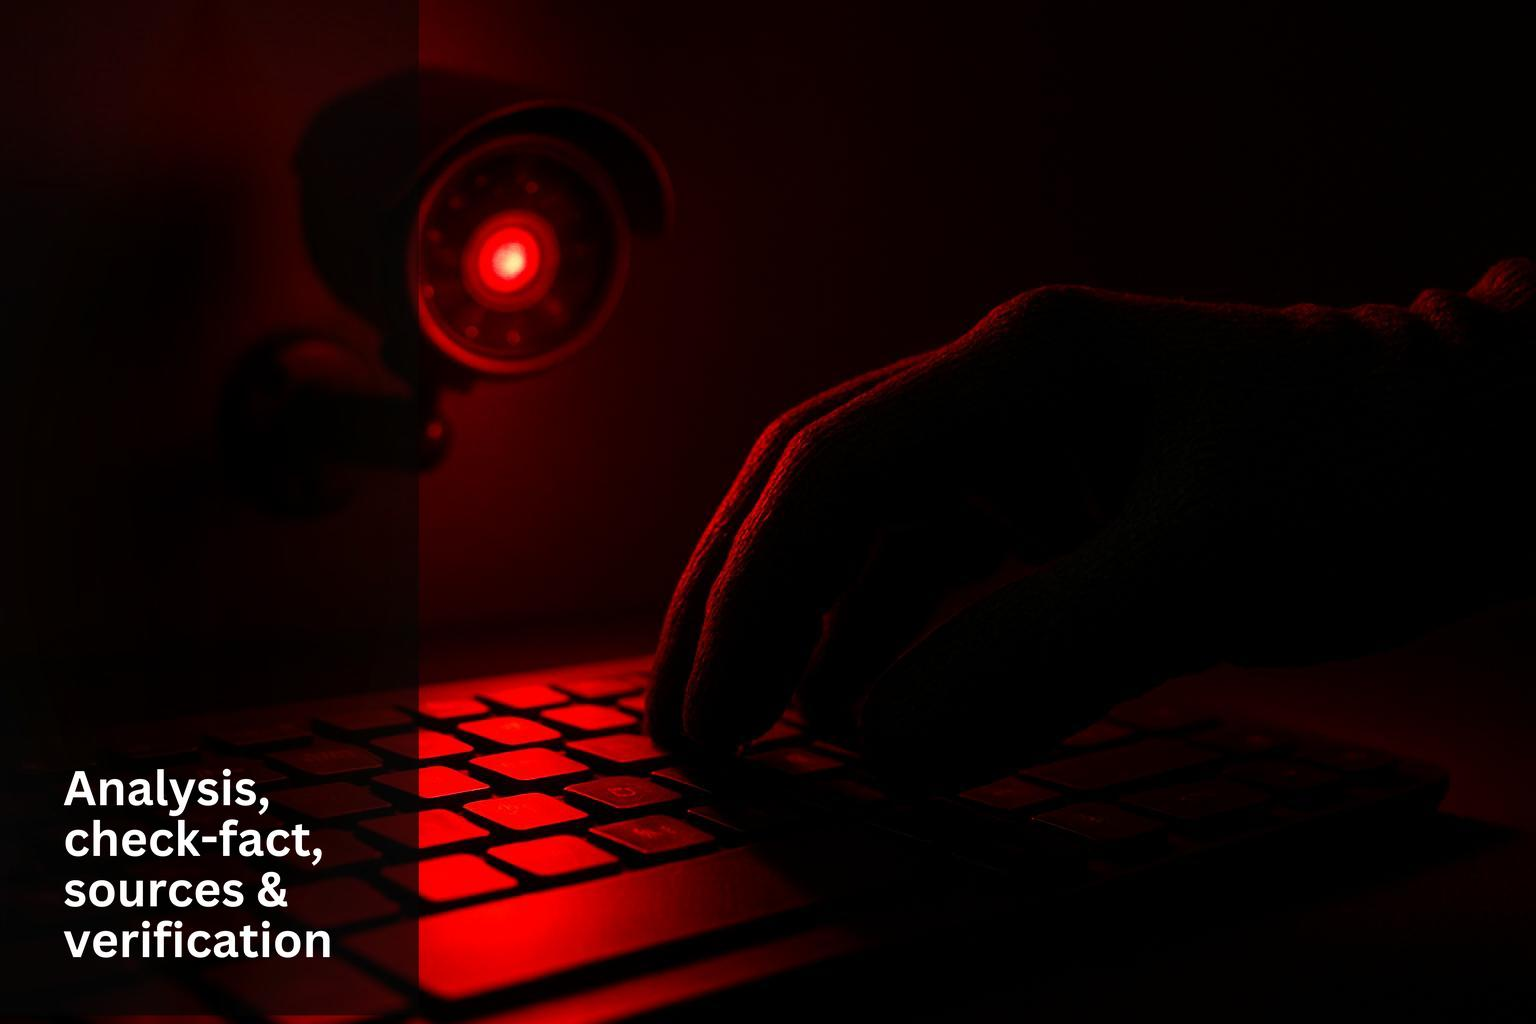 Analysis,
check-fact,
sources &
verification